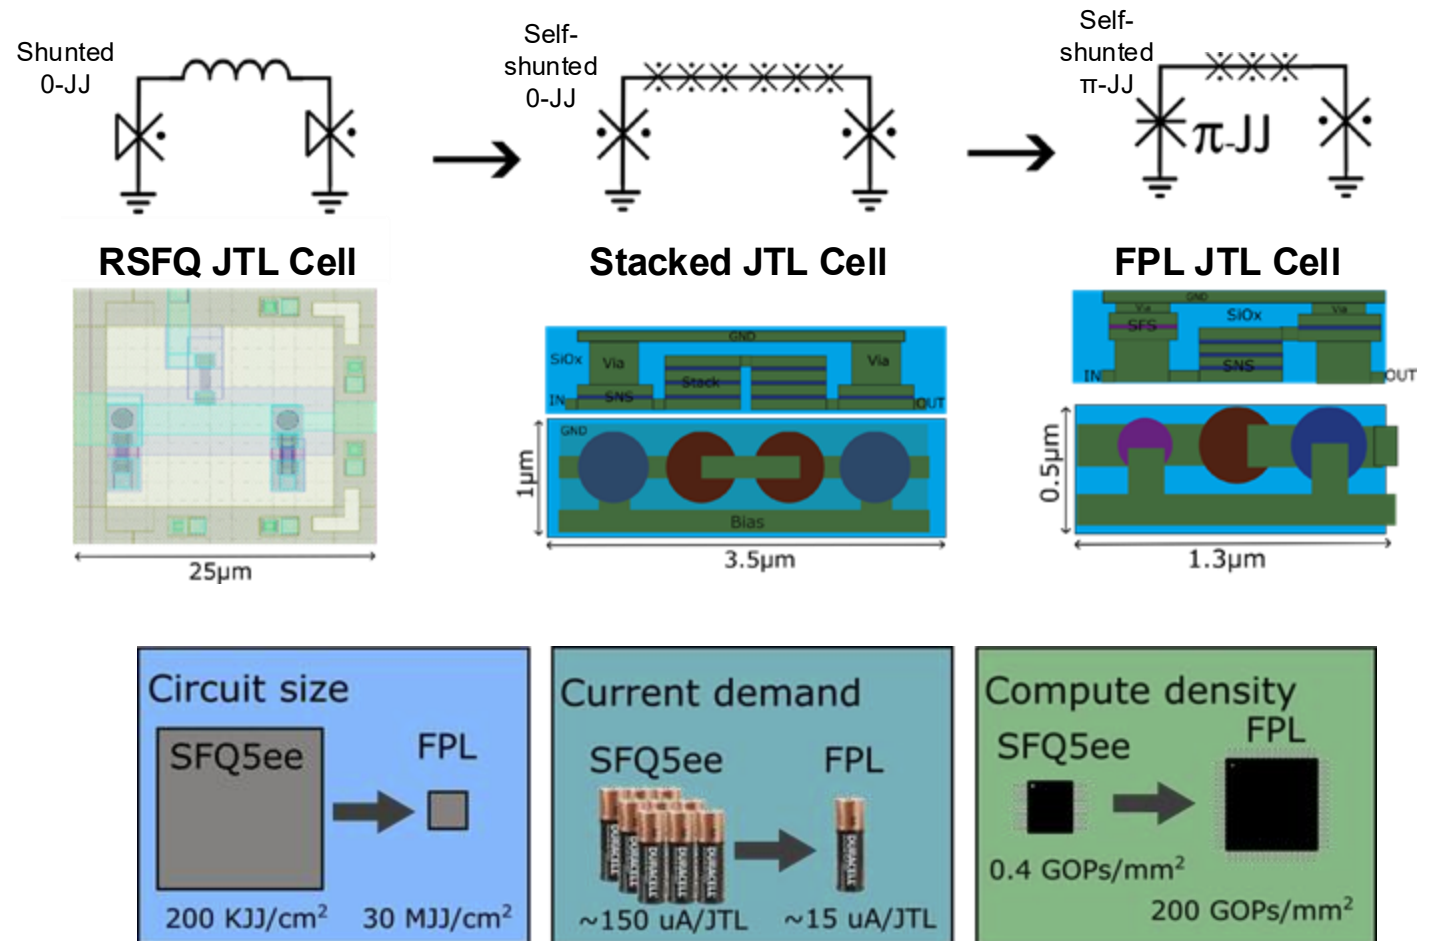 Shunted
0-JJ
Self-
shunted
0-JJ
Self-
shunted
π-JJ
π-JJ
RSFQ JTL Cell
Stacked JTL Cell
FPL JTL Cell
25μm
GND
SiOx
Via
Via
Stack
IN
SNS
OUT
GND
Bias
1μm
3.5μm
GND
Via
Via
SiOx
SFS
SNS
IN
OUT
0.5μm
1.3μm
Circuit size
SFQ5ee
FPL
200 KJJ/cm²
30 MJJ/cm²
Current demand
SFQ5ee
FPL
DURACELL
DURACELL
DURACELL
DURACELL
~150 uA/JTL
~15 uA/JTL
Compute density
SFQ5ee
FPL
0.4 GOPs/mm²
200 GOPs/mm²